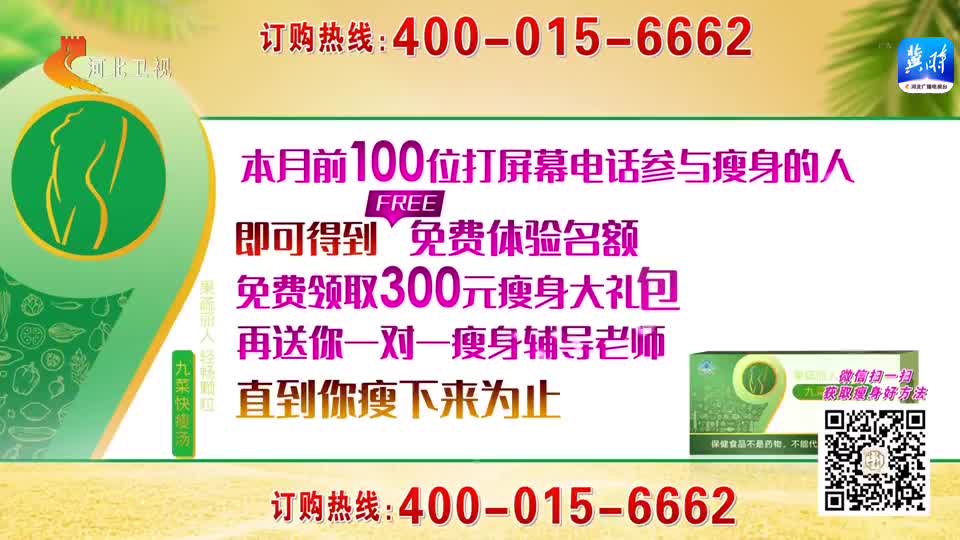 订购热线:400-015-6662
河北卫视
广告
冀时
河北广播电视台
本月前100位打屏幕电话参与瘦身的人
FREE
即可得到 免费体验名额
免费领取300元瘦身大礼包
再送你一对一瘦身辅导老师
直到你瘦下来为止
果蔬丽人 轻畅颗粒
九菜快瘦汤
果蔬丽人
微信扫一扫
获取瘦身好方法
保健食品不是药物，不能代
订购热线:400-015-6662